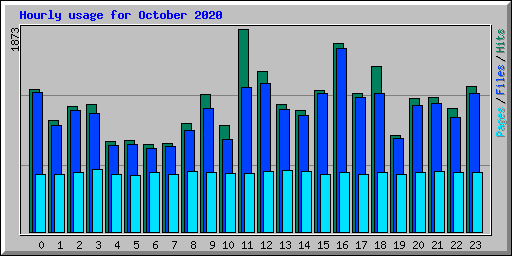 Hourly usage for October 2020
1873
Pages/Files/Hits
0 1 2 3 4 5 6 7 8 9 10 11 12 13 14 15 16 17 18 19 20 21 22 23